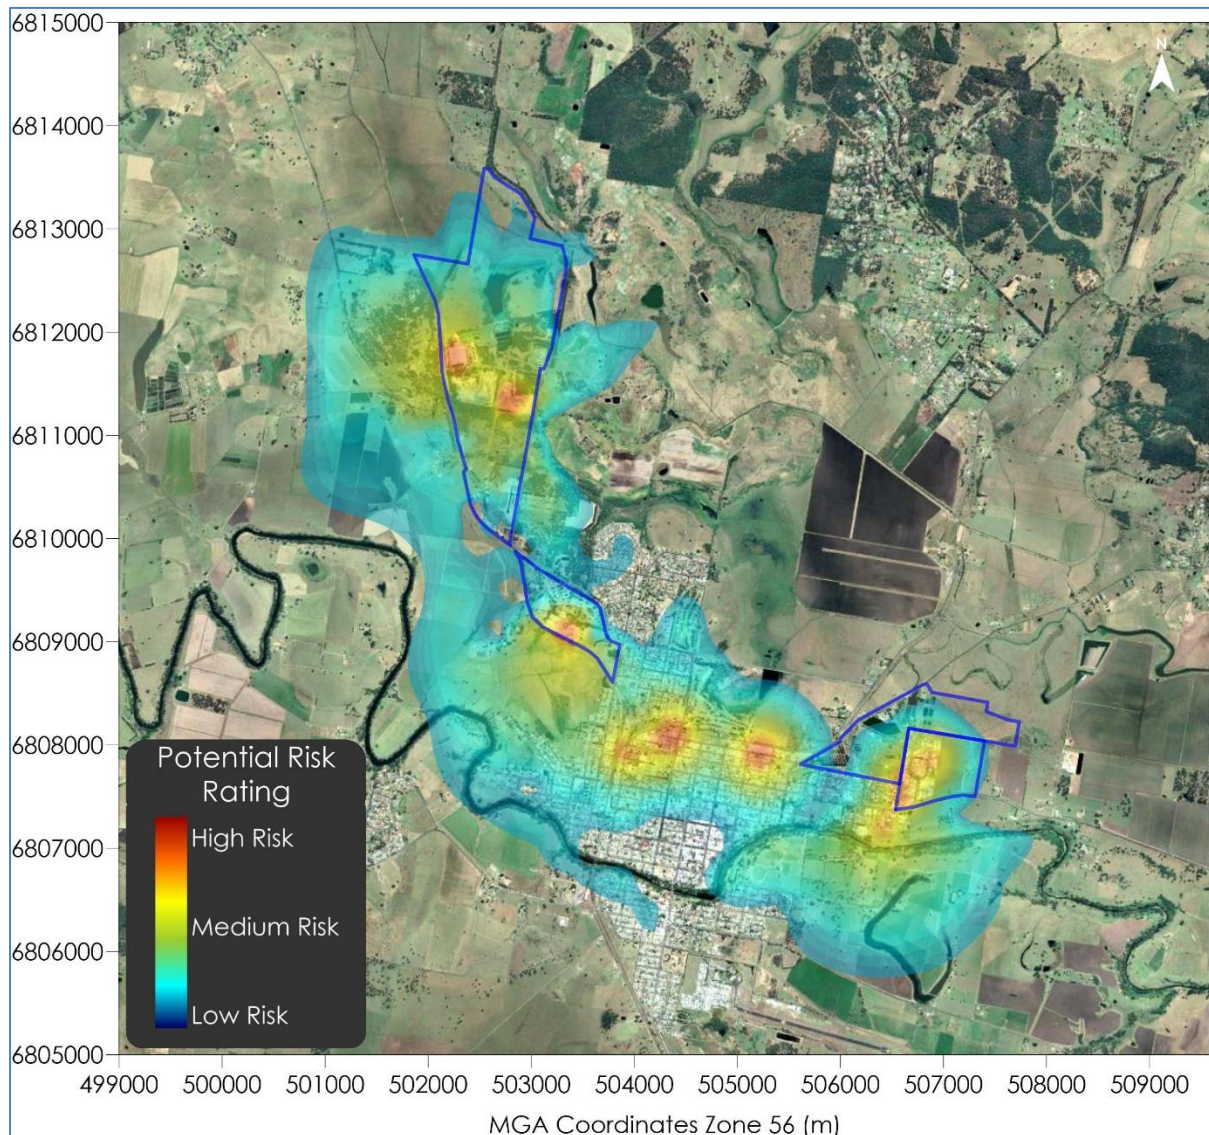 6815000
N
6814000
6813000
6812000
6811000
6810000
6809000
6808000
6807000
6806000
6805000
Potential Risk
Rating
High Risk
Medium Risk
Low Risk
499000 500000 501000 502000 503000 504000 505000 506000 507000 508000 509000
MGA Coordinates Zone 56 (m)